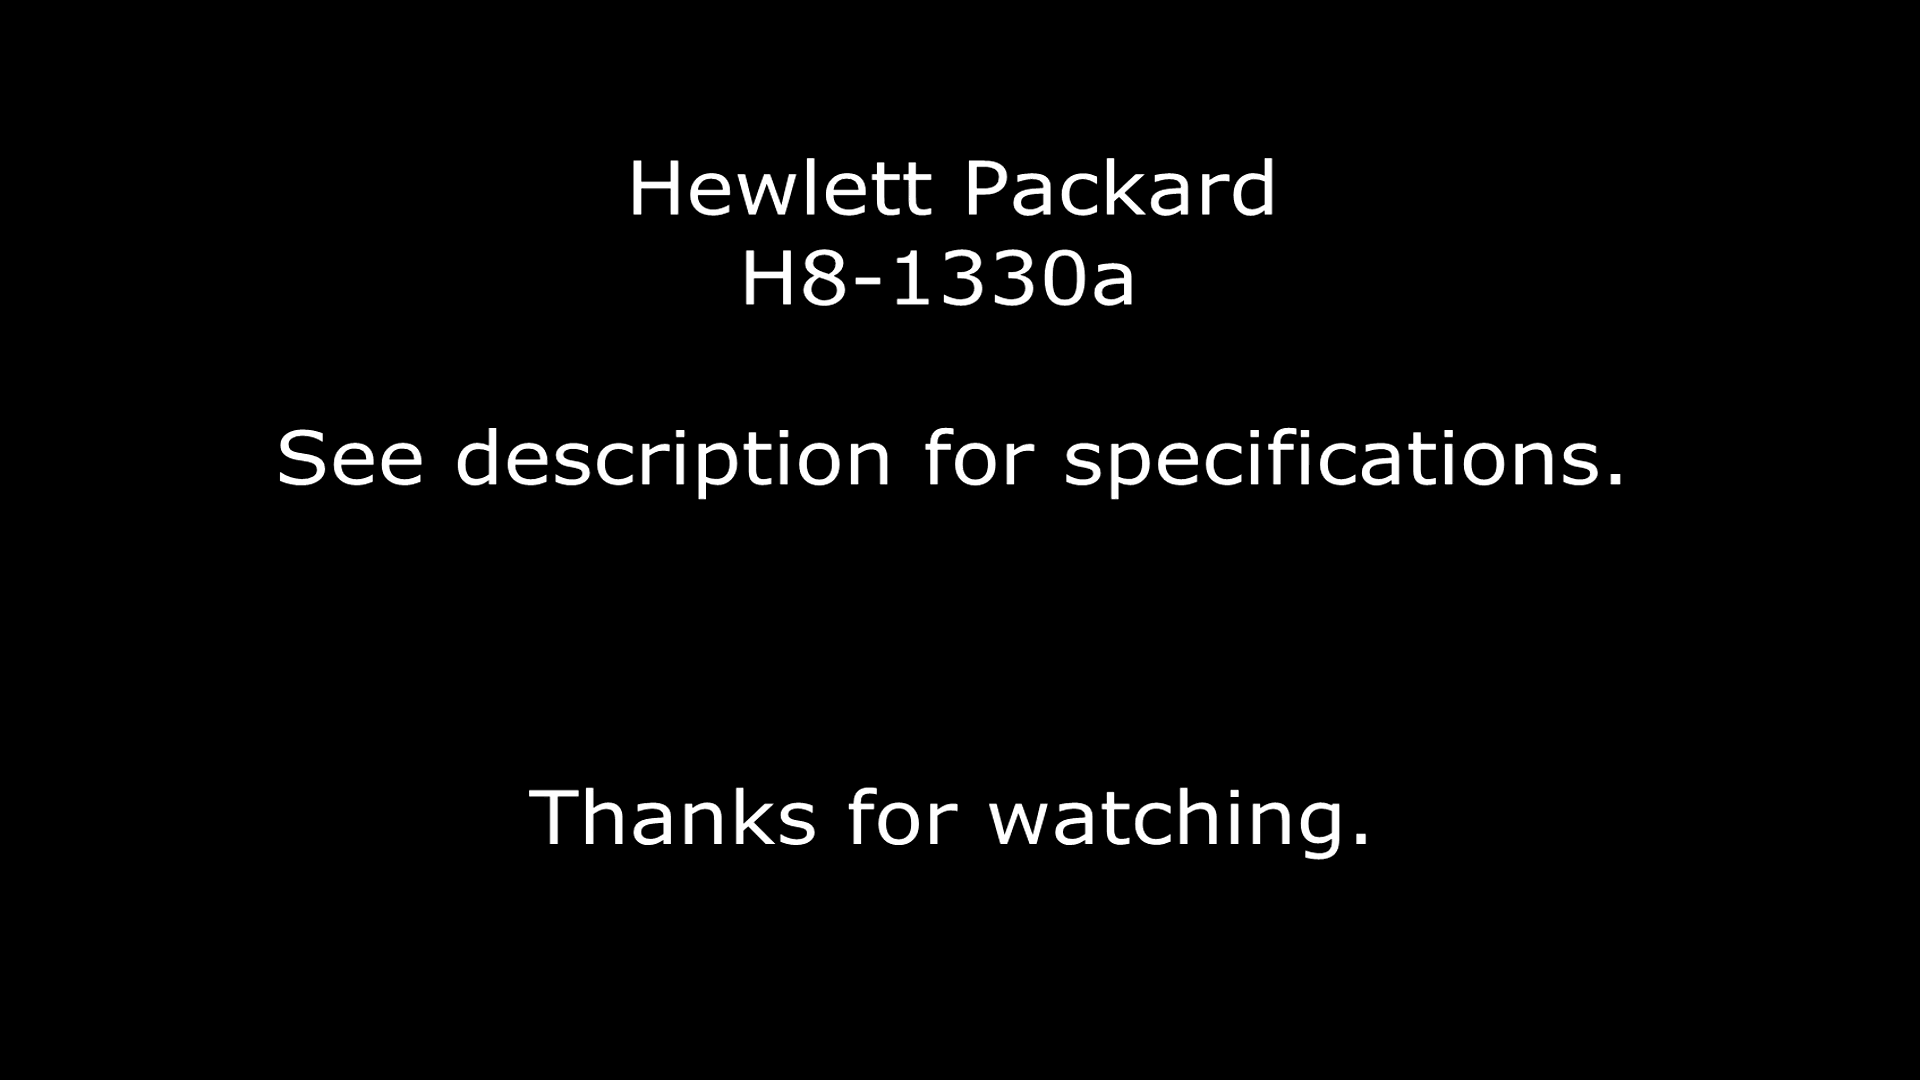 Hewlett Packard
H8-1330a
See description for specifications.
Thanks for watching.